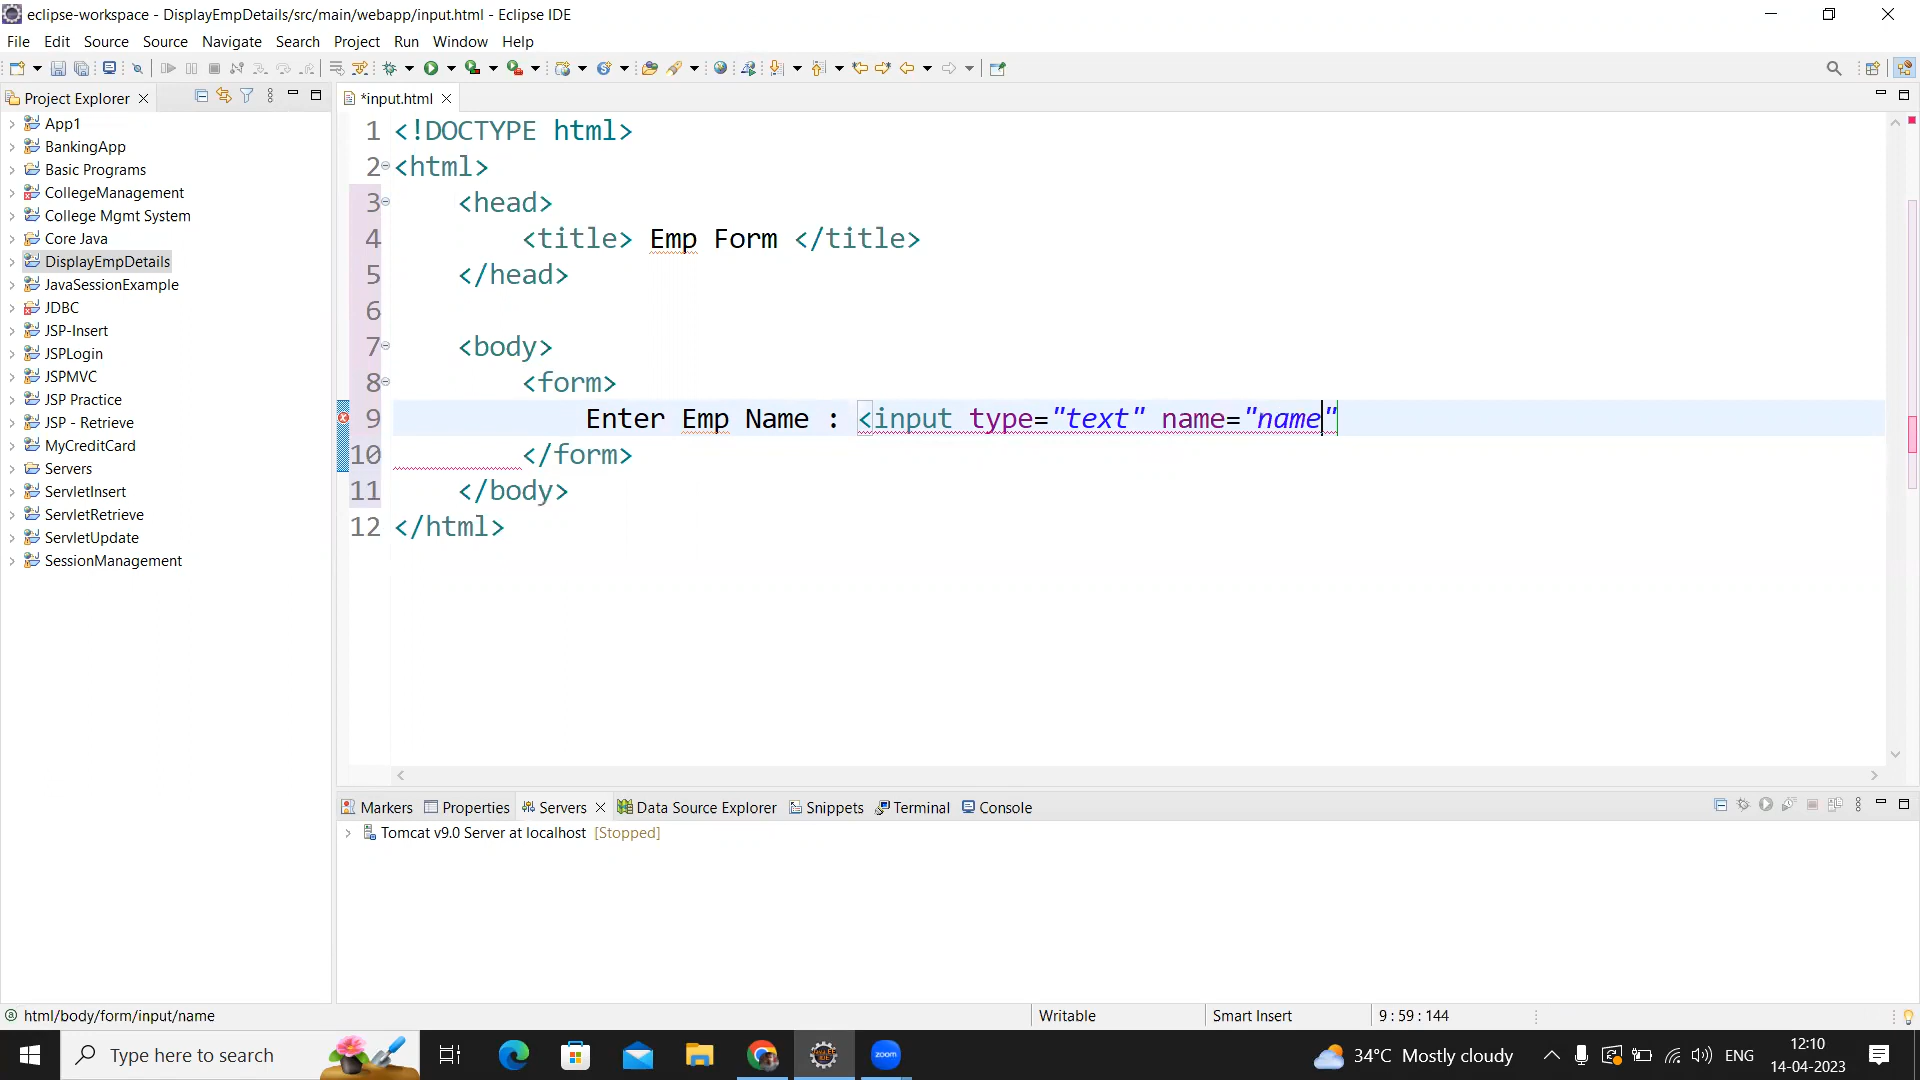 eclipse-workspace - DisplayEmpDetails/src/main/webapp/input.html - Eclipse IDE
File Edit Source Source Navigate Search Project Run Window Help
Project Explorer
*input.html
App1
BankingApp
Basic Programs
CollegeManagement
College Mgmt System
Core Java
DisplayEmpDetails
JavaSessionExample
JDBC
JSP-Insert
JSPLogin
JSPMVC
JSP Practice
JSP - Retrieve
MyCreditCard
Servers
ServletInsert
ServletRetrieve
ServletUpdate
SessionManagement
1 <!DOCTYPE html>
2 <html>
3 <head>
4 <title> Emp Form </title>
5 </head>
6
7 <body>
8 <form>
9 Enter Emp Name : <input type="text" name="name"
10 </form>
11 </body>
12 </html>
Markers Properties Servers Data Source Explorer Snippets Terminal Console
Tomcat v9.0 Server at localhost [Stopped]
html/body/form/input/name Writable Smart Insert 9 : 59 : 144
Type here to search zoom 34°C Mostly cloudy ENG 12:10
14-04-2023